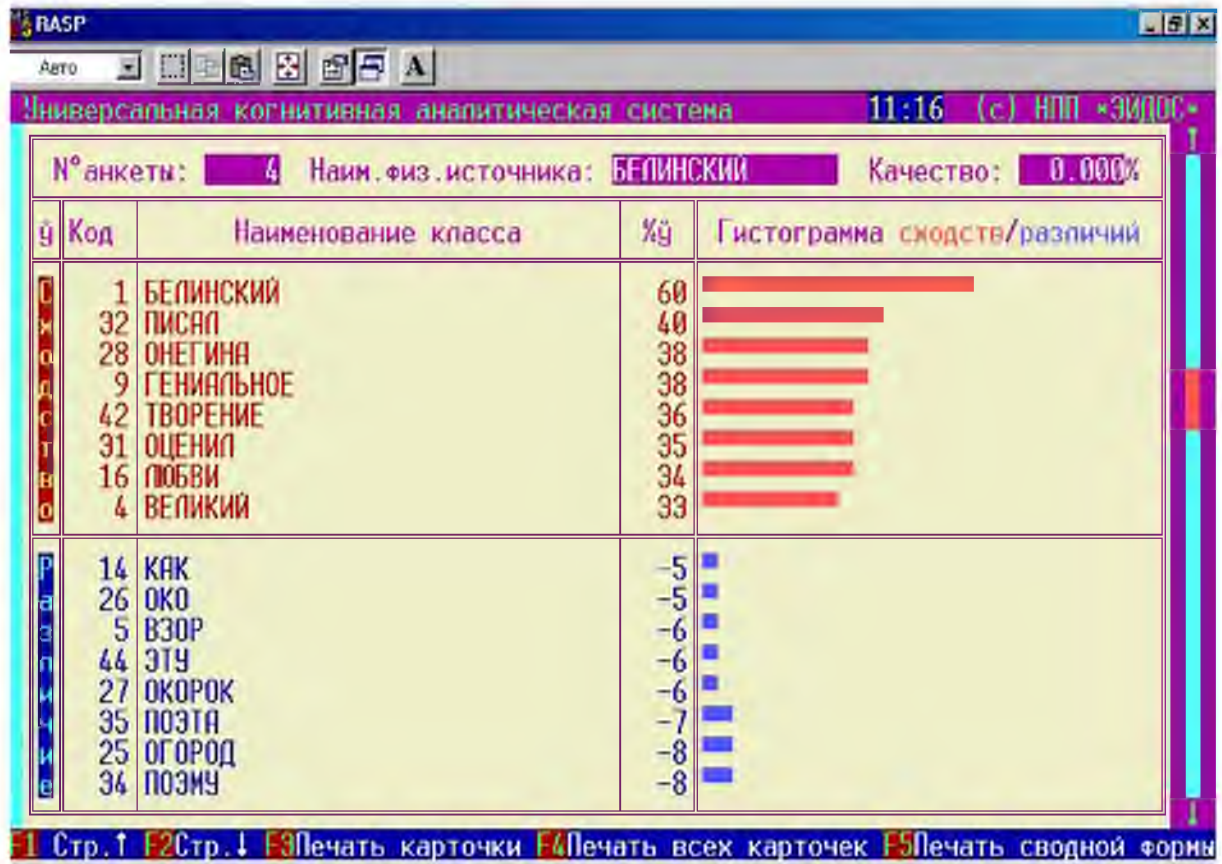 RASP
Авто A
Универсальная когнитивная аналитическая система 11:16 (c) НПП *ЭЙДОС*
N°анкеты: 4 Наим.физ.источника: БЕЛИНСКИЙ Качество: 0.000%
ў Код Наименование класса %ў Гистограмма сходств/различий
Сходство
1 БЕЛИНСКИЙ 60
32 ПИСАЛ 40
28 ОНЕГИНА 38
9 ГЕНИАЛЬНОЕ 38
42 ТВОРЕНИЕ 36
31 ОЦЕНИЛ 35
16 ЛЮБВИ 34
4 ВЕЛИКИЙ 33
Различие
14 КАК -5
26 ОКО -5
5 ВЗОР -6
44 ЭТУ -6
27 ОКОРОК -6
35 ПОЭТА -7
25 ОГОРОД -8
34 ПОЭМУ -8
F1 Стр.↑ F2Стр.↓ F3Печать карточки F4Печать всех карточек F5Печать сводной формы